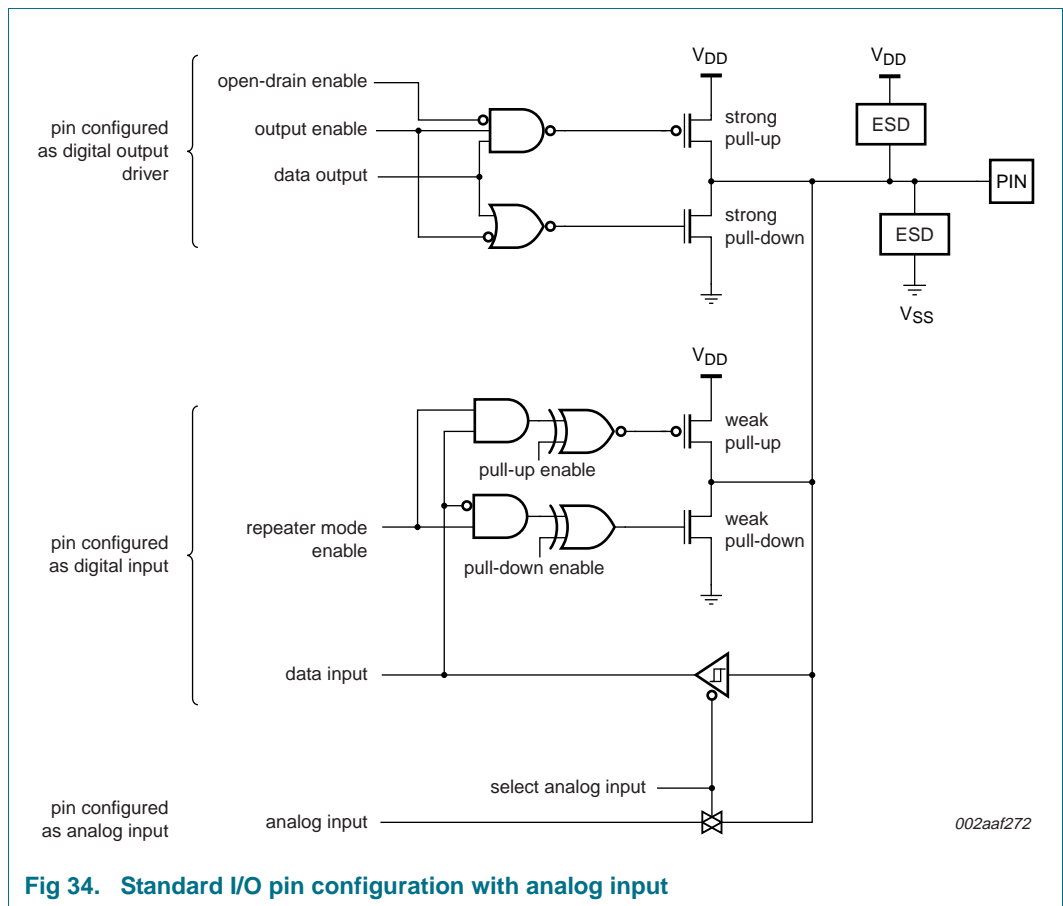 VDD
VDD
open-drain enable
strong
pull-up
ESD
pin configured
as digital output
driver
output enable
data output
PIN
strong
pull-down
ESD
VSS
VDD
weak
pull-up
pull-up enable
pin configured
as digital input
repeater mode
enable
weak
pull-down
pull-down enable
data input
select analog input
pin configured
as analog input
analog input
002aaf272
Fig 34. Standard I/O pin configuration with analog input